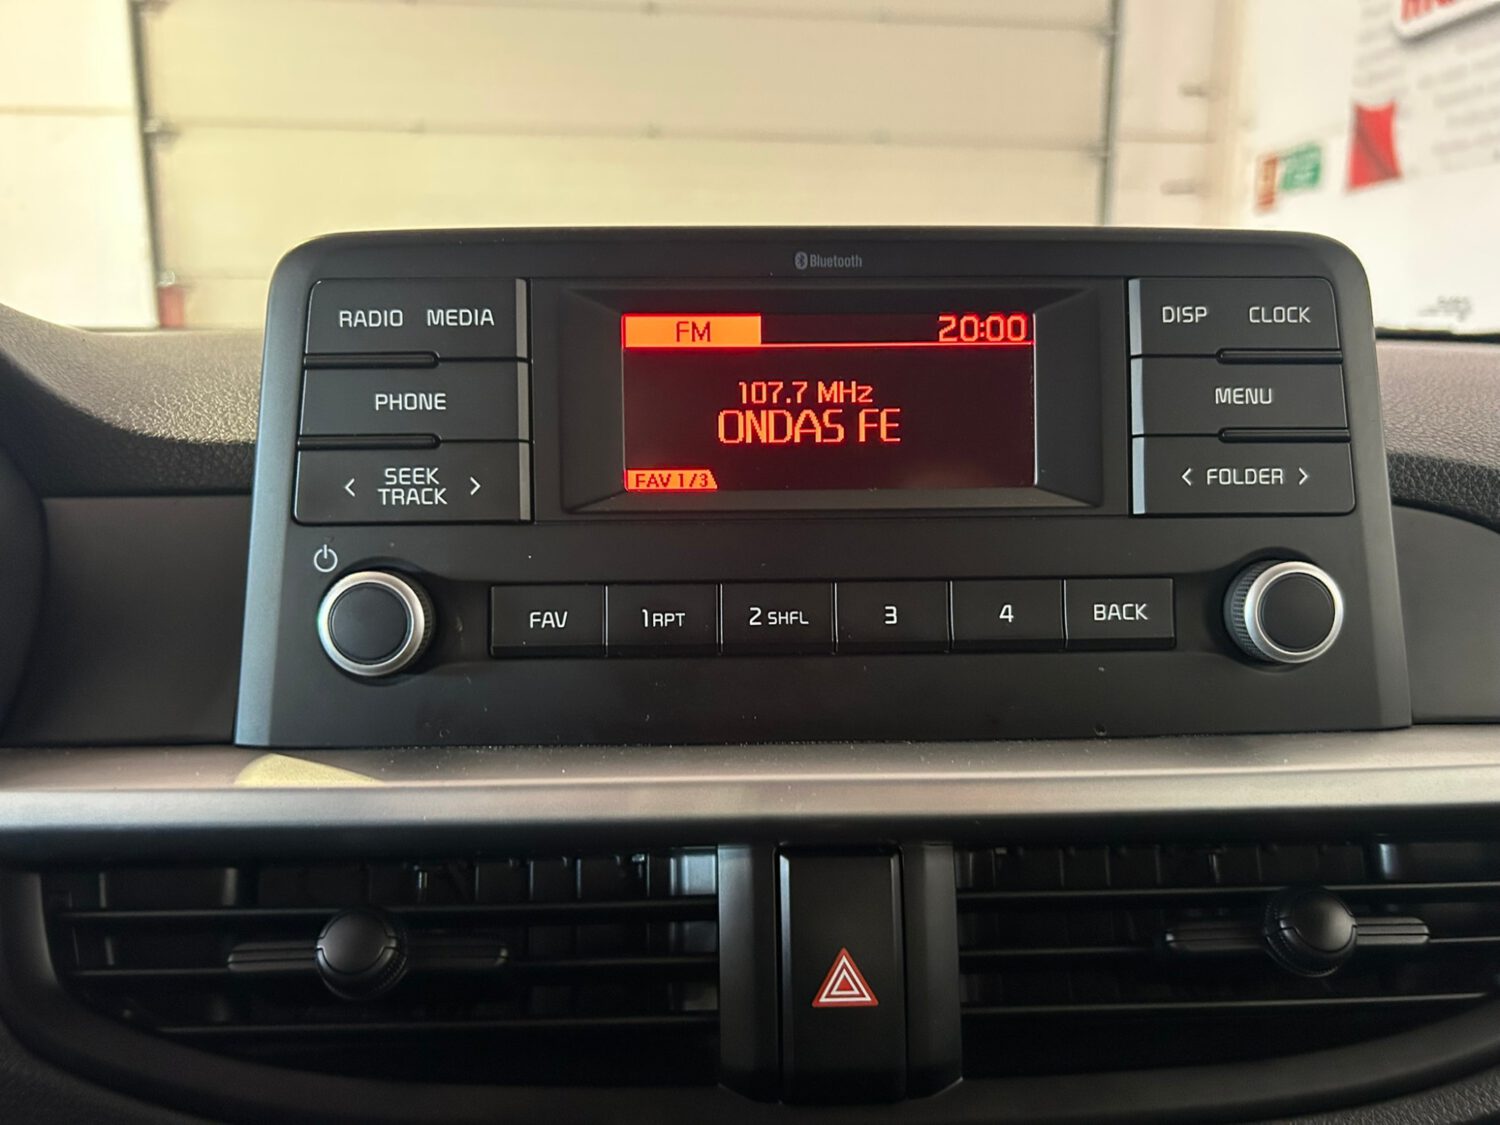 Bluetooth
RADIO MEDIA
PHONE
< SEEK TRACK >
FM 20:00
107.7 MHz
ONDAS FE
FAV 1/3
DISP CLOCK
MENU
< FOLDER >
FAV 1 RPT 2 SHFL 3 4 BACK